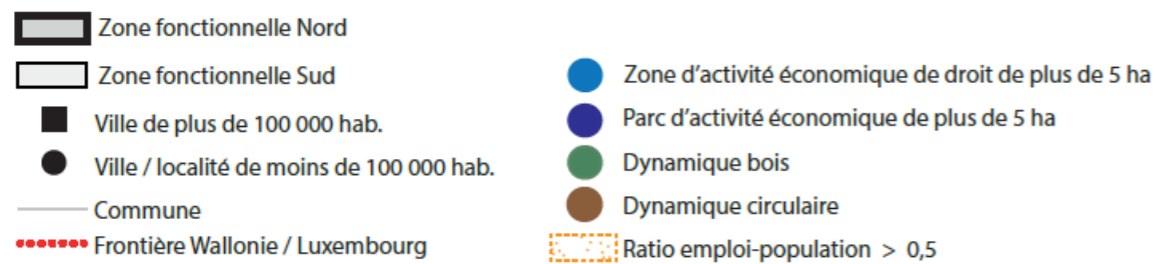 Zone fonctionnelle Nord
Zone fonctionnelle Sud
Ville de plus de 100 000 hab.
Ville / localité de moins de 100 000 hab.
Commune
Frontière Wallonie / Luxembourg
Zone d'activité économique de droit de plus de 5 ha
Parc d'activité économique de plus de 5 ha
Dynamique bois
Dynamique circulaire
Ratio emploi-population > 0,5